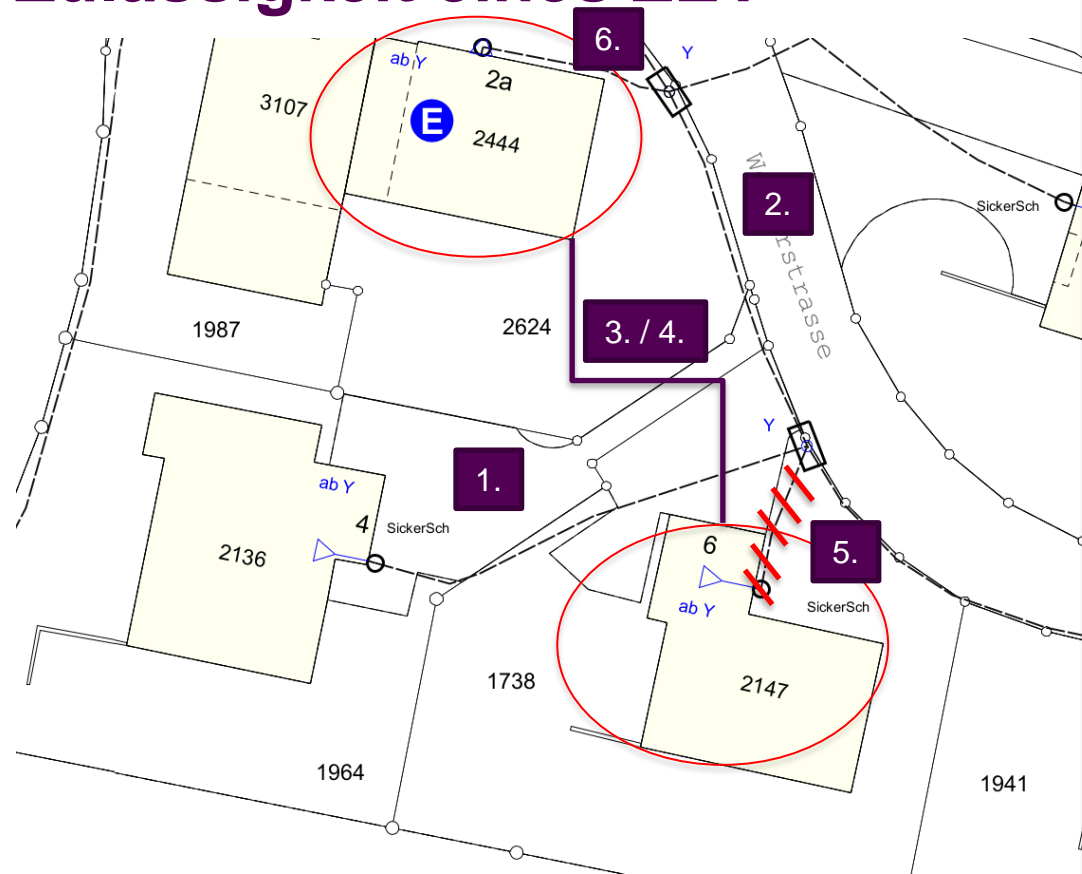 6.
Y
ab Y
2a
3107
E
2444
2.
SickerSch
rstrasse
3. / 4.
1987
2624
Y
1.
ab Y
4
SickerSch
6
5.
2136
ab Y
SickerSch
1738
2147
1964
1941